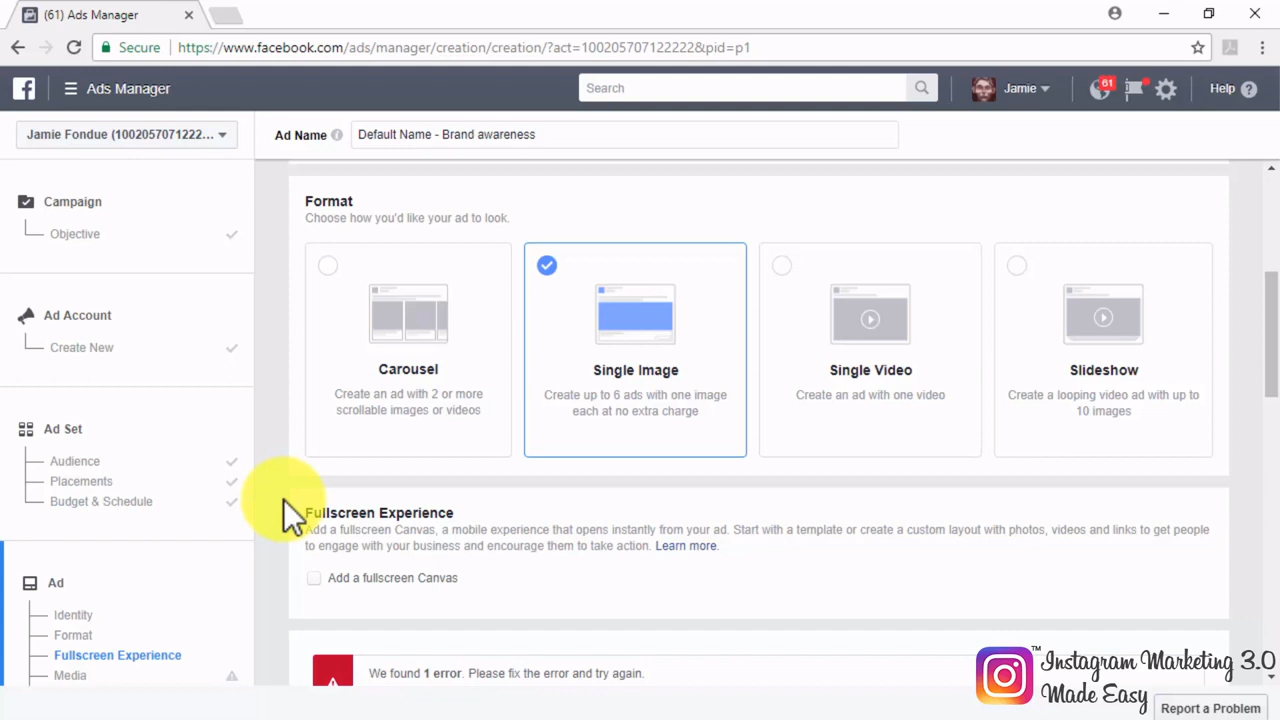 (61) Ads Manager
Secure
https://www.facebook.com/ads/manager/creation/creation/?act=100205707122222&pid=p1
Ads Manager
Search
Jamie
61
Help
Jamie Fondue (1002057071222...
Ad Name
Default Name - Brand awareness
Campaign
Objective
Ad Account
Create New
Ad Set
Audience
Placements
Budget & Schedule
Ad
Identity
Format
Fullscreen Experience
Media
Format
Choose how you'd like your ad to look.
Carousel
Create an ad with 2 or more
scrollable images or videos
Single Image
Create up to 6 ads with one image
each at no extra charge
Single Video
Create an ad with one video
Slideshow
Create a looping video ad with up to
10 images
Fullscreen Experience
Add a fullscreen Canvas, a mobile experience that opens instantly from your ad. Start with a template or create a custom layout with photos, videos and links to get people
to engage with your business and encourage them to take action. Learn more.
Add a fullscreen Canvas
We found 1 error. Please fix the error and try again.
™
Instagram Marketing 3.0
Made Easy
Report a Problem